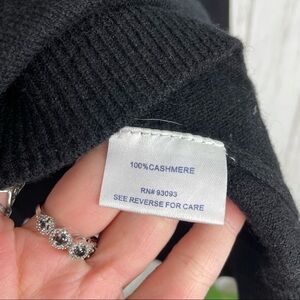 100%CASHMERE
RN# 93093
SEE REVERSE FOR CARE